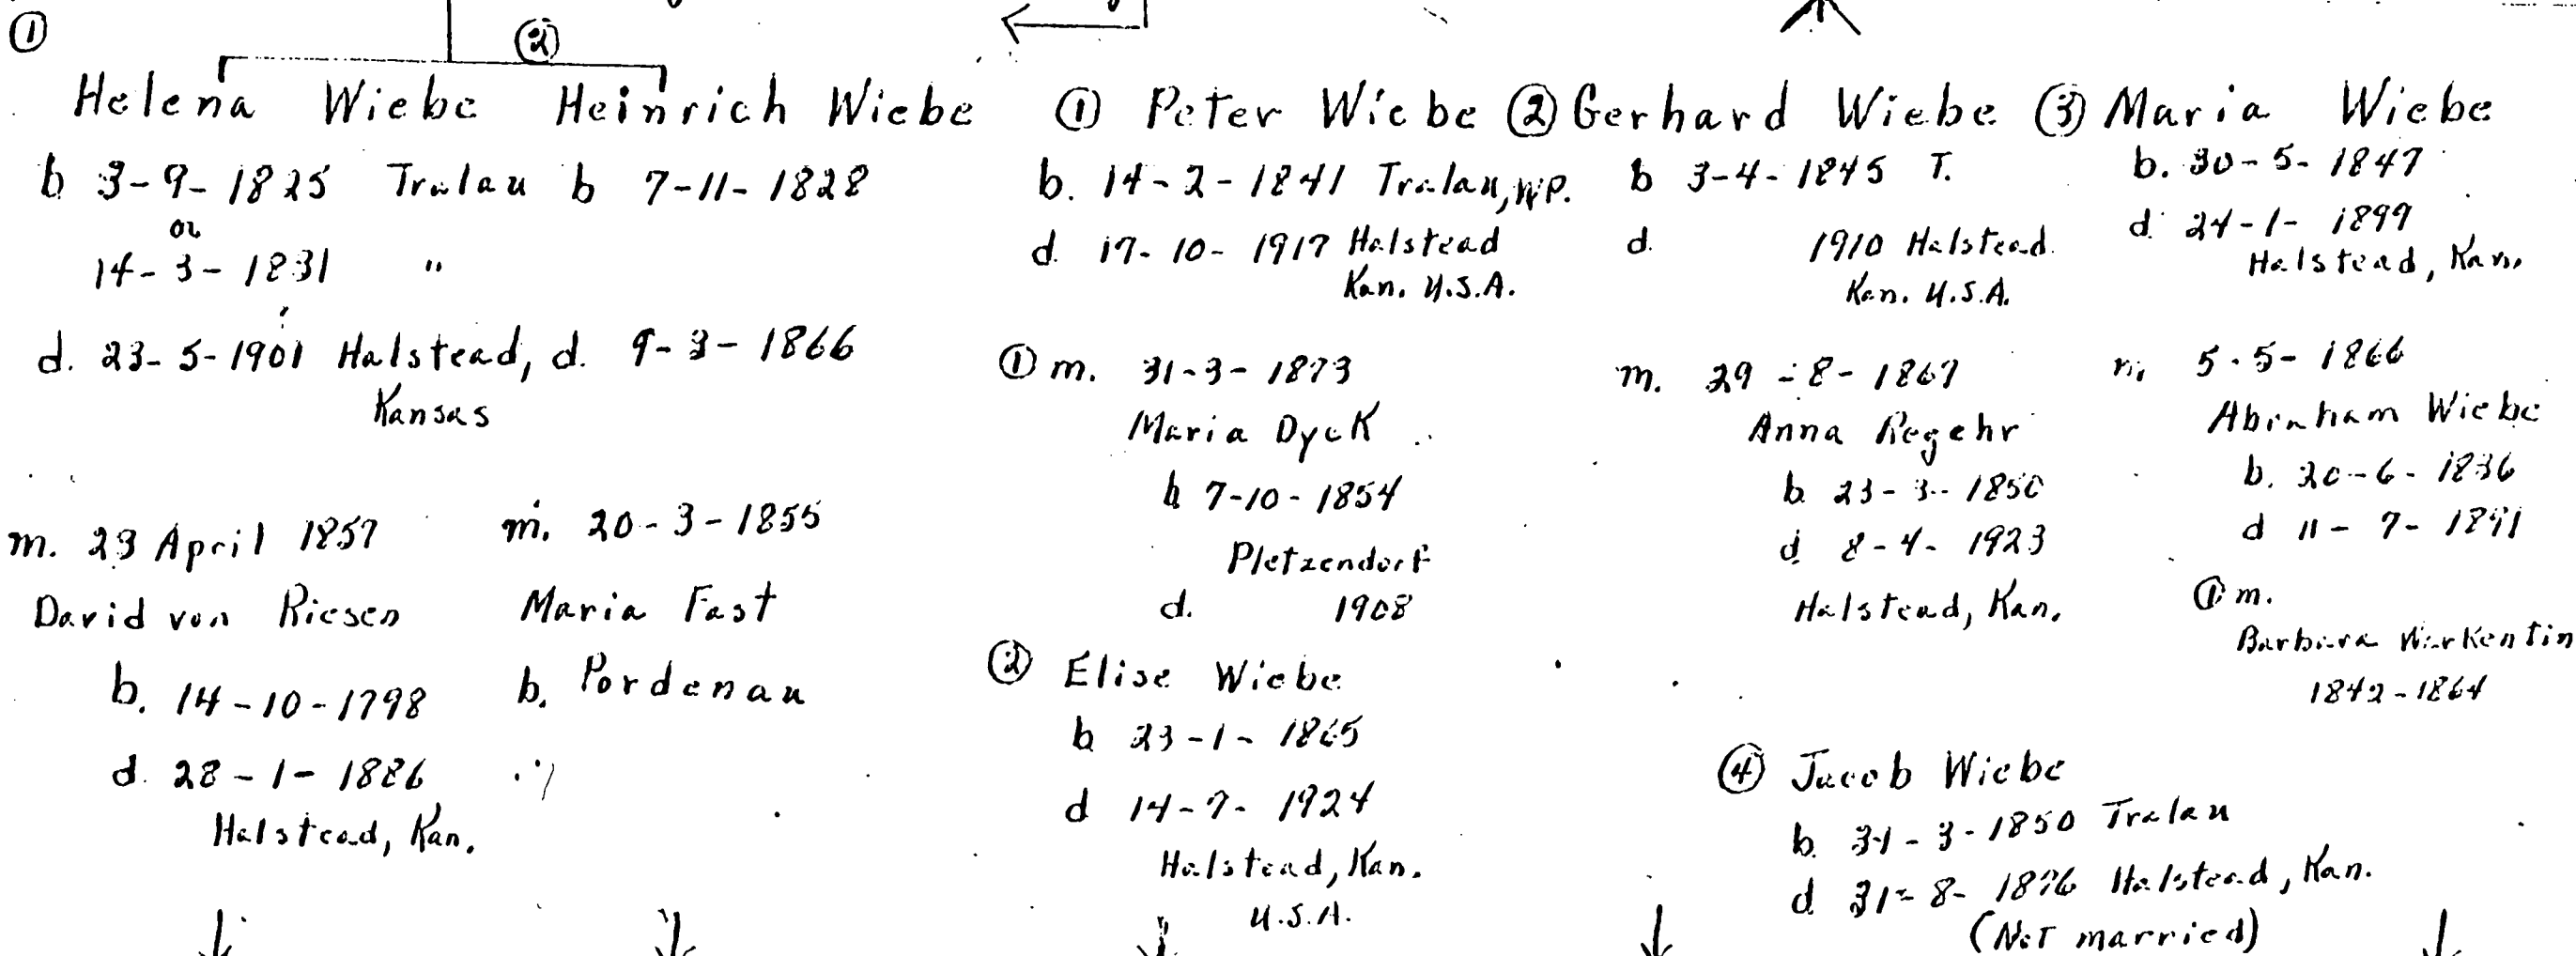 ①
②
Helena Wiebe
b 3-9-1825 Tralau
or
14-3-1831 "
d. 23-5-1901 Halstead,
Kansas
m. 23 April 1857
David von Riesen
b. 14-10-1798
d. 28-1-1886
Halstead, Kan.
Heinrich Wiebe
b 7-11-1828
d. 9-3-1866
m. 20-3-1855
Maria Fast
b. Pordenau
① Peter Wiebe
b. 14-2-1841 Tralau, WP.
d. 17-10-1917 Halstead
Kan. U.S.A.
① m. 31-3-1873
Maria Dyck
b 7-10-1854
Pletzendorf
d. 1908
② Elise Wiebe
b 23-1-1865
d 14-7-1924
Halstead, Kan.
U.S.A.
② Gerhard Wiebe
b 3-4-1845 T.
d. 1910 Halstead
Kan. U.S.A.
m. 29-8-1867
Anna Regehr
b. 23-3-1850
d 8-4-1923
Halstead, Kan.
③ Maria Wiebe
b. 30-5-1847
d. 24-1-1899
Halstead, Kan.
m. 5-5-1866
Abraham Wiebe
b. 20-6-1836
d 11-7-1891
① m.
Barbara Warkentin
1842-1864
④ Jacob Wiebe
b. 31-3-1850 Tralau
d 31-8-1876 Halstead, Kan.
(Not married)